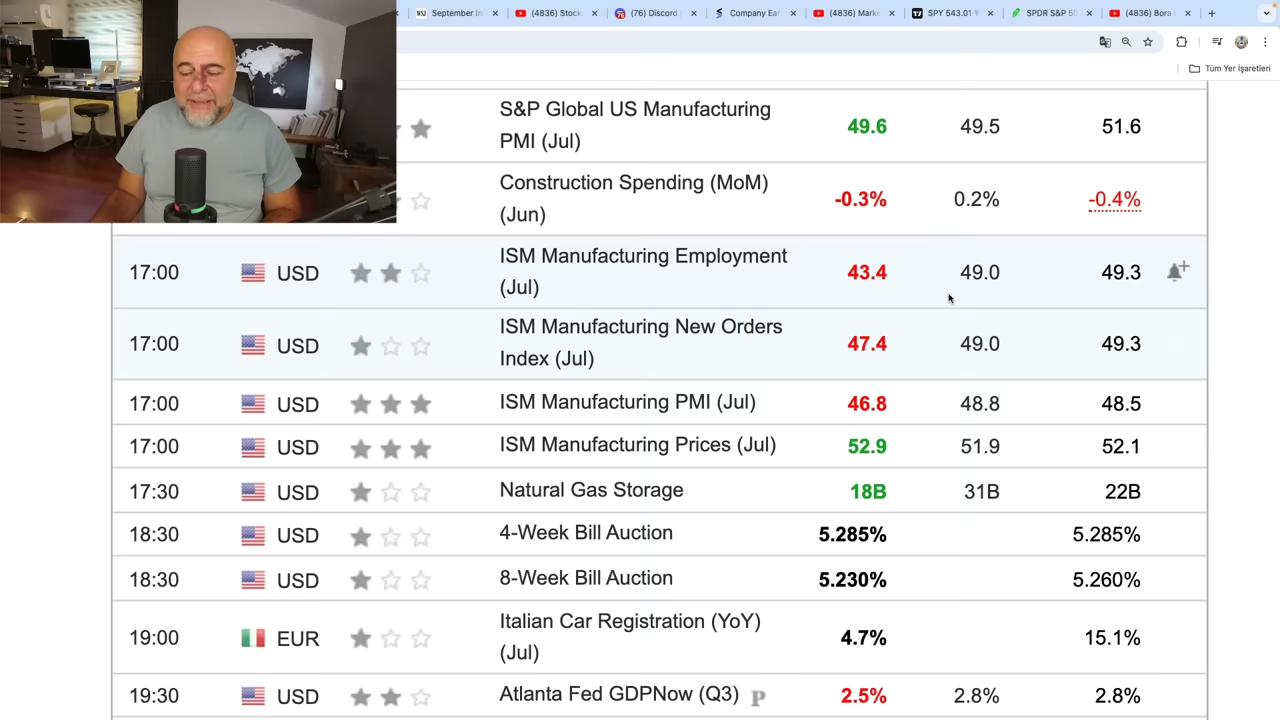 September In
(4836) Stock
(76) Discord
Company Ear
(4836) Marke
SPY 543.01
SPDR S&P 50
(4836) Bora
Tüm Yer İşaretleri
S&P Global US Manufacturing
PMI (Jul)
49.6 49.5 51.6
Construction Spending (MoM)
(Jun)
-0.3% 0.2% -0.4%
17:00 USD ISM Manufacturing Employment
(Jul)
43.4 49.0 49.3
17:00 USD ISM Manufacturing New Orders
Index (Jul)
47.4 49.0 49.3
17:00 USD ISM Manufacturing PMI (Jul) 46.8 48.8 48.5
17:00 USD ISM Manufacturing Prices (Jul) 52.9 51.9 52.1
17:30 USD Natural Gas Storage 18B 31B 22B
18:30 USD 4-Week Bill Auction 5.285% 5.285%
18:30 USD 8-Week Bill Auction 5.230% 5.260%
19:00 EUR Italian Car Registration (YoY)
(Jul)
4.7% 15.1%
19:30 USD Atlanta Fed GDPNow (Q3) P 2.5% 2.8% 2.8%